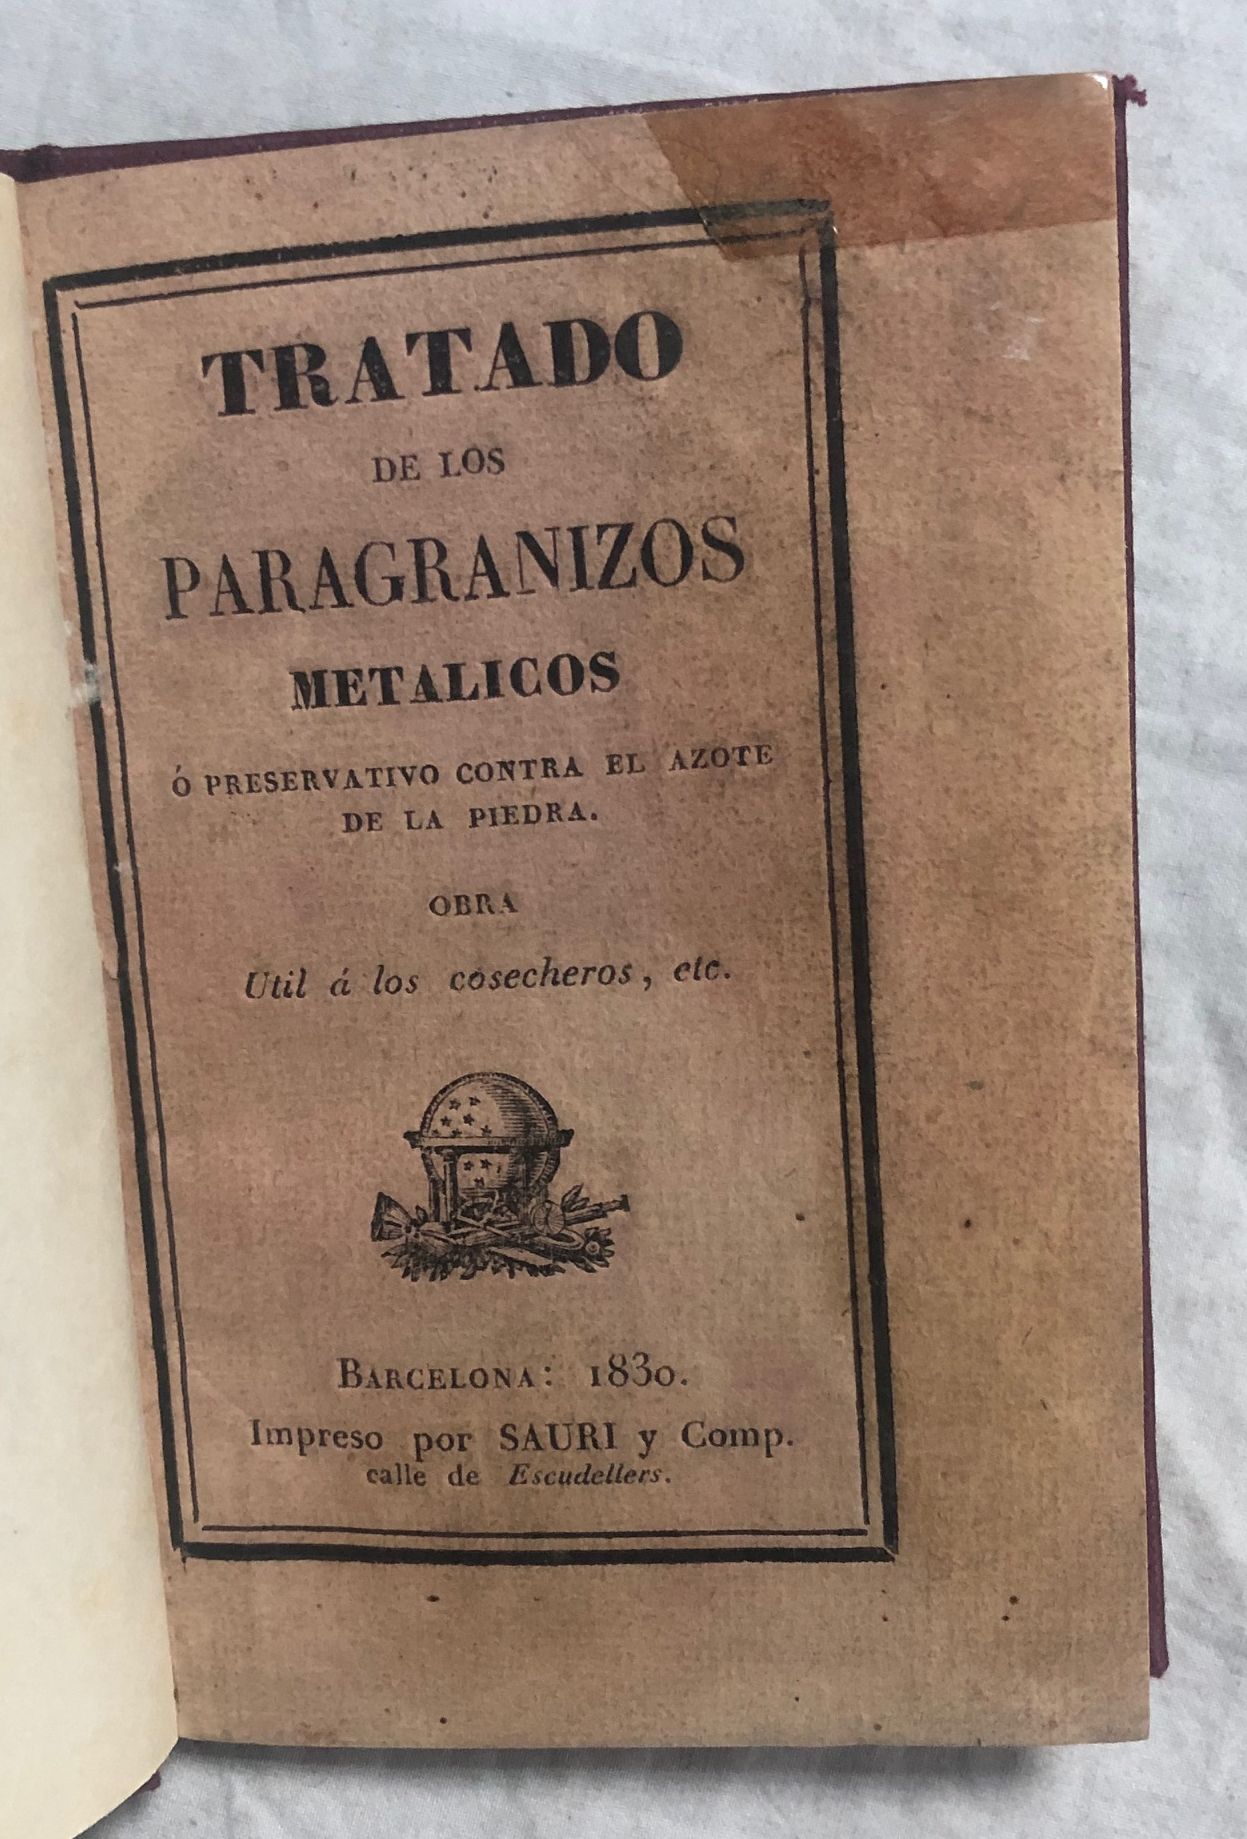 TRATADO
DE LOS
PARAGRANIZOS
METALICOS
Ó PRESERVATIVO CONTRA EL AZOTE
DE LA PIEDRA.
OBRA
Util á los cosecheros, etc.
BARCELONA: 1830.
Impreso por SAURI y Comp.
calle de Escudellers.